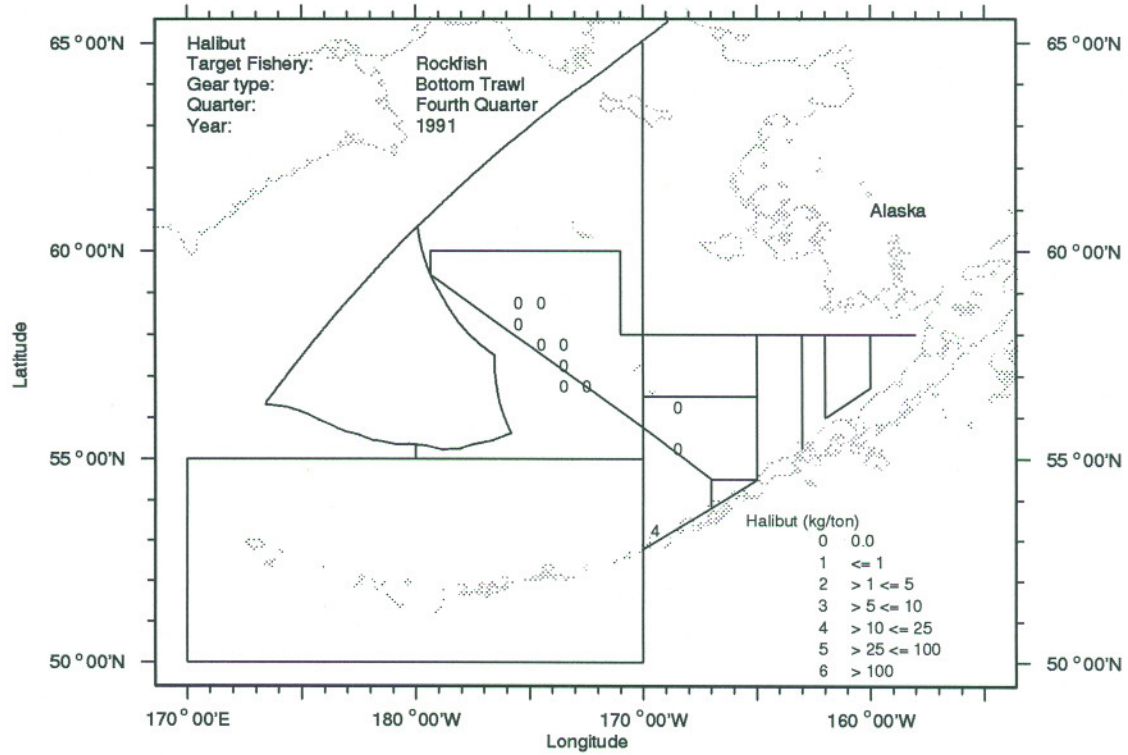 65°00'N
65°00'N
Halibut
Target Fishery: Rockfish
Gear type: Bottom Trawl
Quarter: Fourth Quarter
Year: 1991
Alaska
60°00'N
60°00'N
0 0
0
0 0
0
0 0
0
Latitude
0
55°00'N
55°00'N
4
Halibut (kg/ton)
0 0.0
1 <= 1
2 > 1 <= 5
3 > 5 <= 10
4 > 10 <= 25
5 > 25 <= 100
6 > 100
50°00'N
50°00'N
170°00'E 180°00'W 170°00'W 160°00'W
Longitude